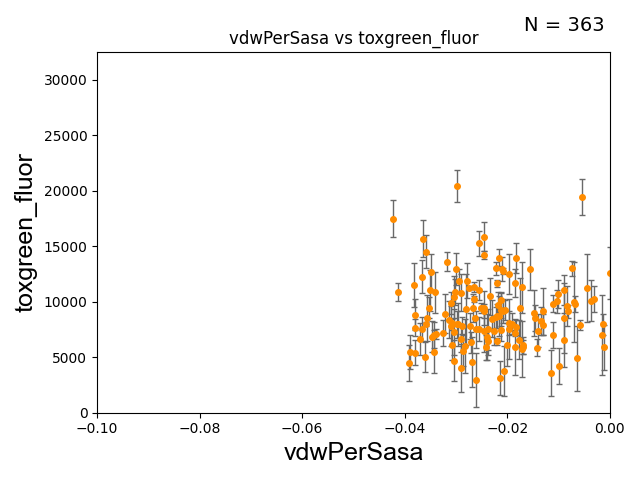 N = 363
vdwPerSasa vs toxgreen_fluor
30000
25000
20000
15000
10000
5000
0
toxgreen_fluor
−0.10 −0.08 −0.06 −0.04 −0.02 0.00
vdwPerSasa